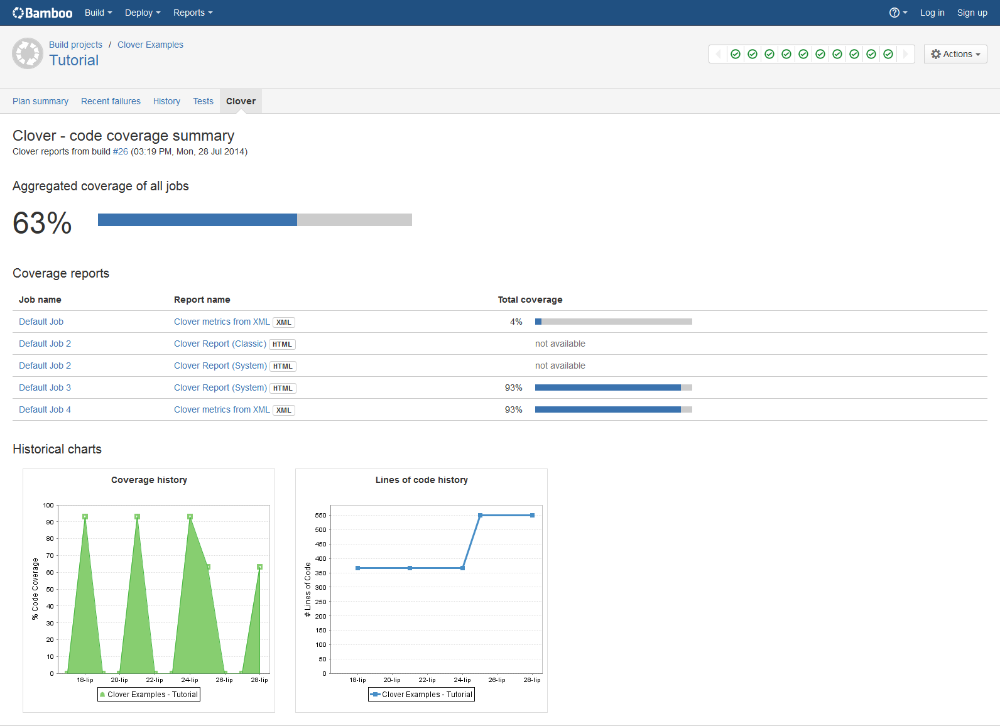 Bamboo Build Deploy Reports Log in Sign up
Build projects / Clover Examples
Tutorial
Actions
Plan summary Recent failures History Tests Clover
Clover - code coverage summary
Clover reports from build #26 (03:19 PM, Mon, 28 Jul 2014)
Aggregated coverage of all jobs
63%
Coverage reports
Job name Report name Total coverage
Default Job Clover metrics from XML XML 4%
Default Job 2 Clover Report (Classic) HTML not available
Default Job 2 Clover Report (System) HTML not available
Default Job 3 Clover Report (System) HTML 93%
Default Job 4 Clover metrics from XML XML 93%
Historical charts
Coverage history
% Code Coverage
100
90
80
70
60
50
40
30
20
10
0
18-lip 20-lip 22-lip 24-lip 26-lip 28-lip
Clover Examples - Tutorial
Lines of code history
# Lines of Code
550
500
450
400
350
300
250
200
150
100
50
0
18-lip 20-lip 22-lip 24-lip 26-lip 28-lip
Clover Examples - Tutorial